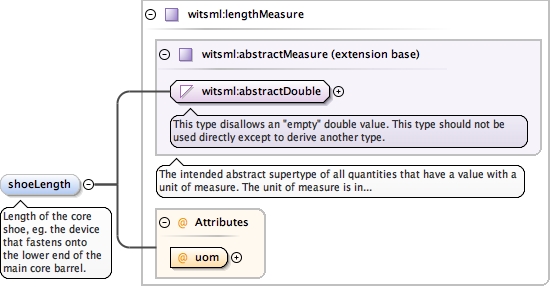 witsml:lengthMeasure
witsml:abstractMeasure (extension base)
witsml:abstractDouble
This type disallows an "empty" double value. This type should not be
used directly except to derive another type.
The intended abstract supertype of all quantities that have a value with a
unit of measure. The unit of measure is in...
shoeLength
Length of the core
shoe, eg. the device
that fastens onto
the lower end of the
main core barrel.
@ Attributes
@ uom